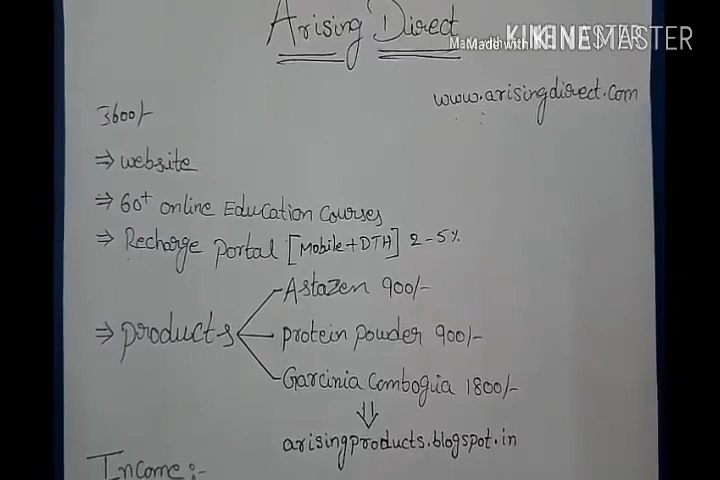 Arising Direct
Made with KINEMASTER
www.arisingdirect.com
3600/-
⇒ website
⇒ 60+ online Education Courses
⇒ Recharge portal [Mobile+DTH] 2-5%
Astazen 900/-
⇒ products
protein powder 900/-
Garcinia Combogia 1800/-
⇓
arisingproducts.blogspot.in
Income:-